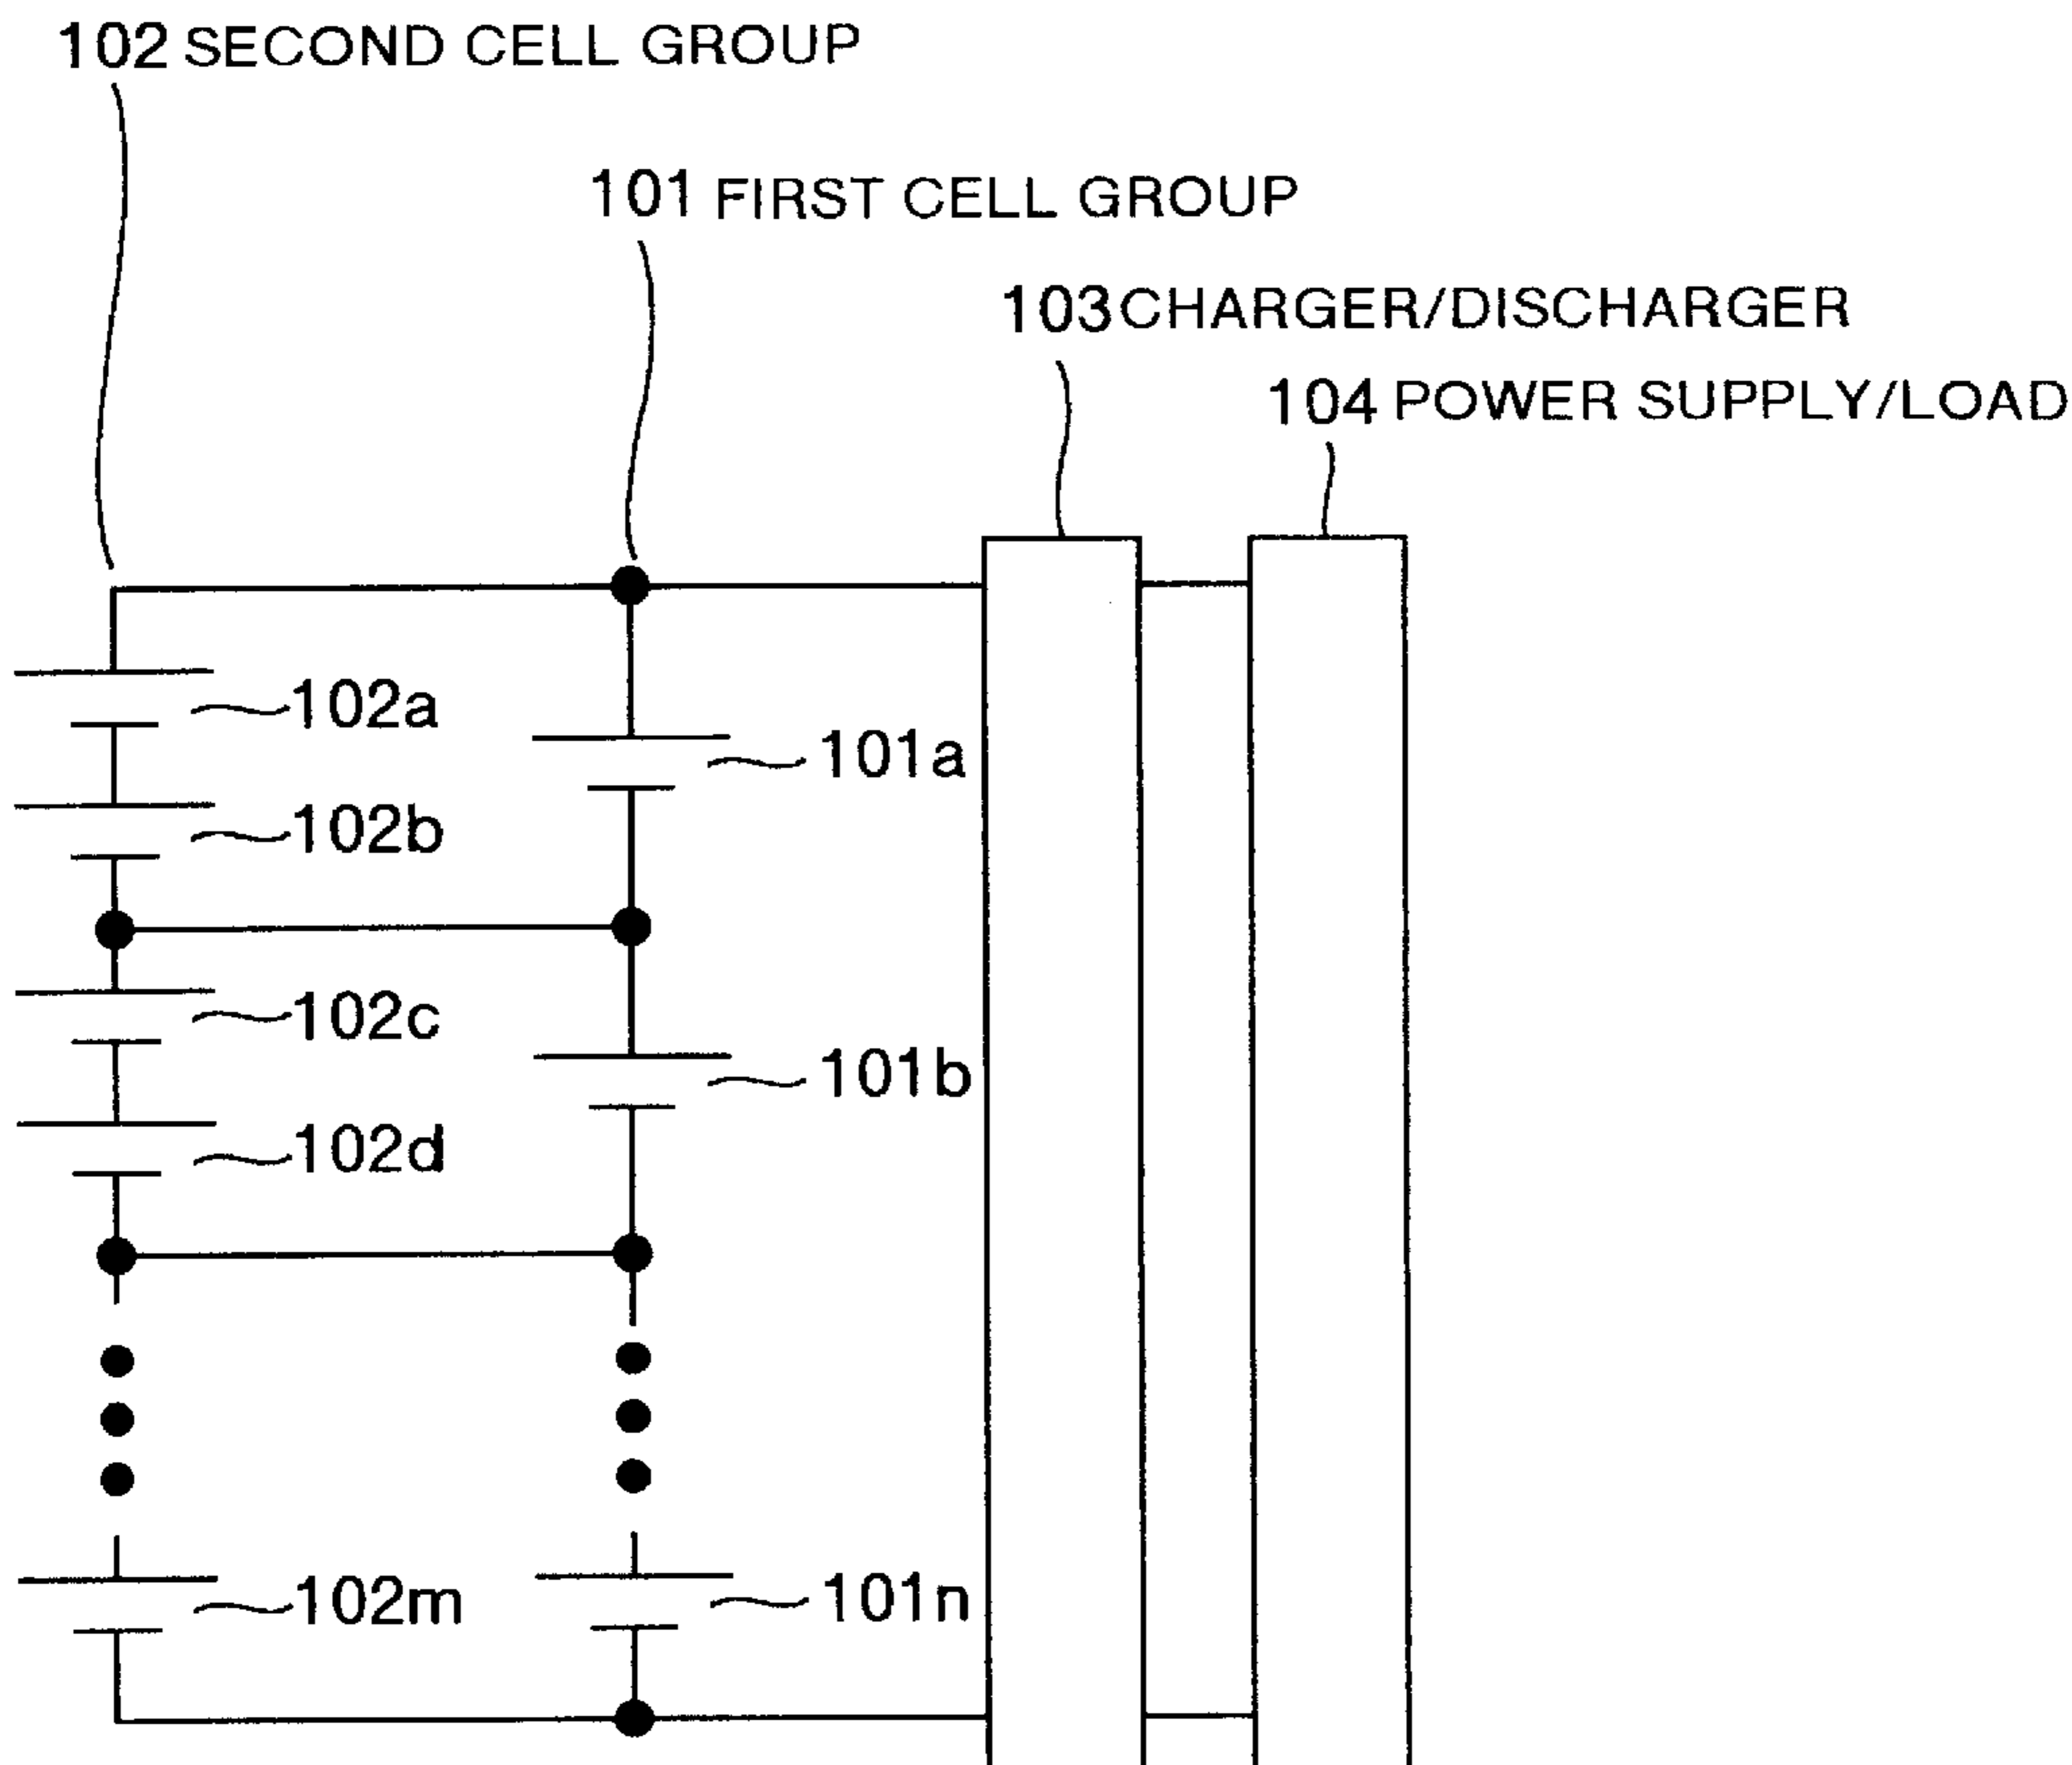 102 SECOND CELL GROUP
101 FIRST CELL GROUP
103 CHARGER/DISCHARGER
104 POWER SUPPLY/LOAD
102a
101a
102b
102c
101b
102d
102m
101n